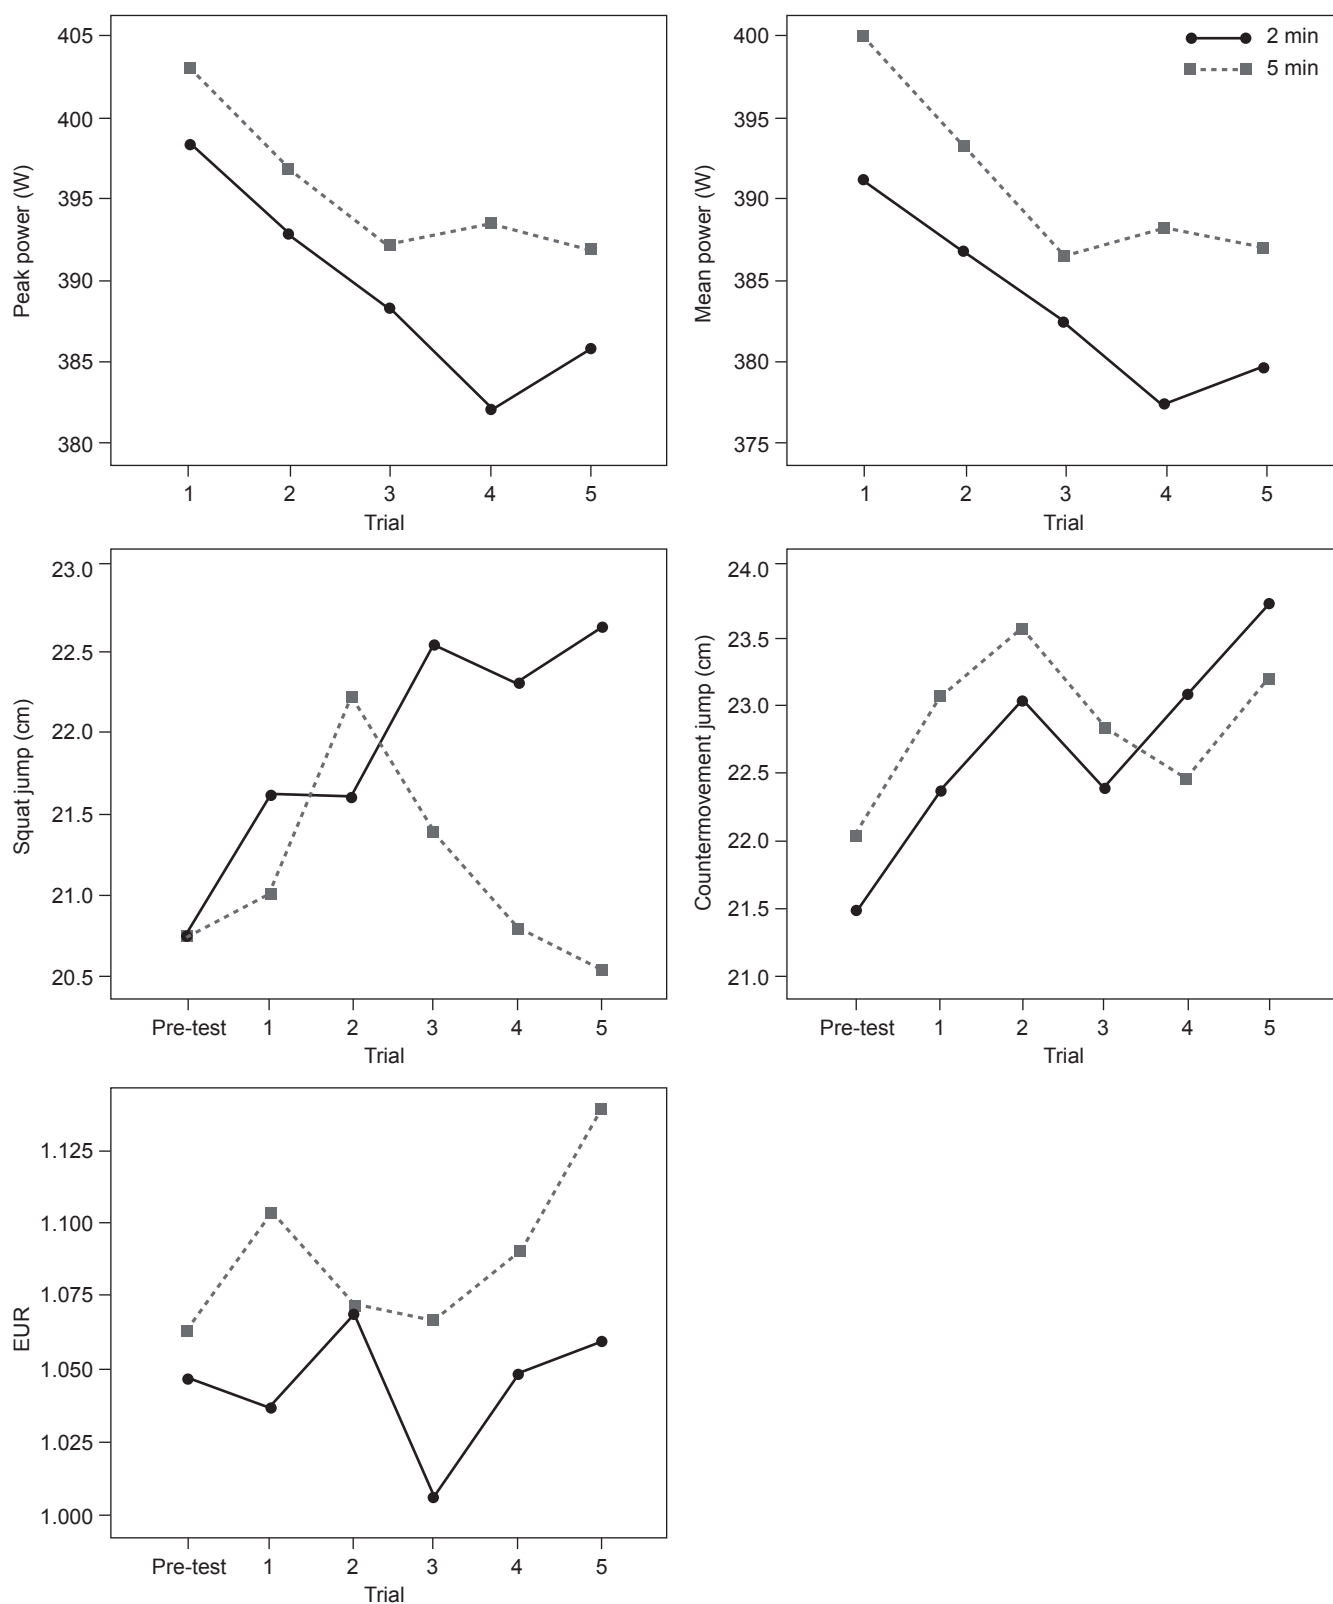 405
400
395
390
385
380
Peak power (W)
1 2 3 4 5
Trial
400
395
390
385
380
375
Mean power (W)
2 min
5 min
1 2 3 4 5
Trial
23.0
22.5
22.0
21.5
21.0
20.5
Squat jump (cm)
Pre-test 1 2 3 4 5
Trial
24.0
23.5
23.0
22.5
22.0
21.5
21.0
Countermovement jump (cm)
Pre-test 1 2 3 4 5
Trial
1.125
1.100
1.075
1.050
1.025
1.000
EUR
Pre-test 1 2 3 4 5
Trial